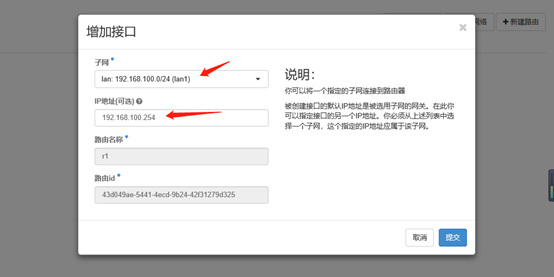 网络
+ 新建路由
增加接口
×
子网 *
lan: 192.168.100.0/24 (lan1)
IP地址(可选)
192.168.100.254
路由名称 *
r1
路由id *
43d049ae-5441-4ecd-9b24-42f31279d325
说明：
你可以将一个指定的子网连接到路由器
被创建接口的默认IP地址是被选用子网的网关。在此你
可以指定接口的另一个IP地址。你必须从上述列表中选
择一个子网，这个指定的IP地址应属于该子网。
取消
提交